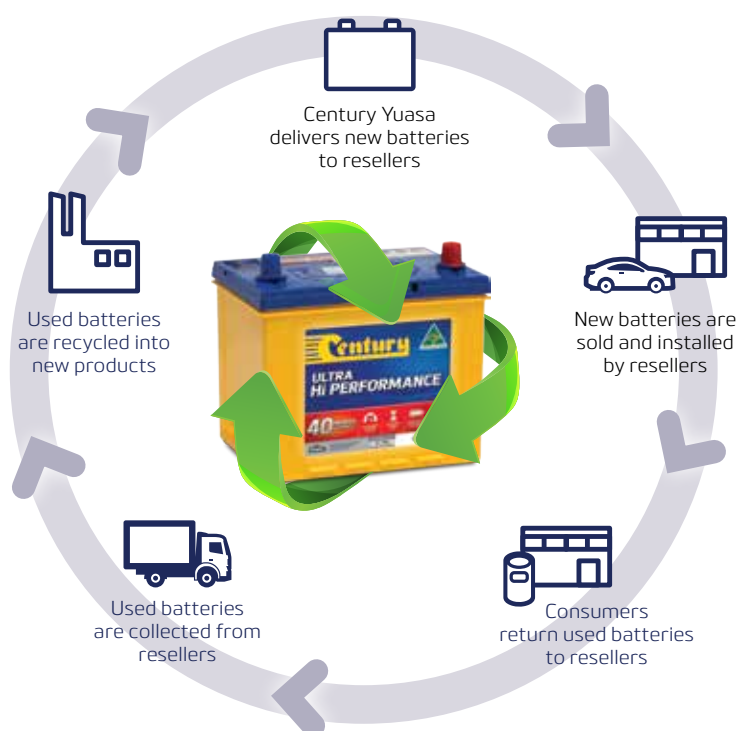 Century Yuasa
delivers new batteries
to resellers
New batteries are
sold and installed
by resellers
Consumers
return used batteries
to resellers
Used batteries
are collected from
resellers
Used batteries
are recycled into
new products
Century
ULTRA
Hi PERFORMANCE
40